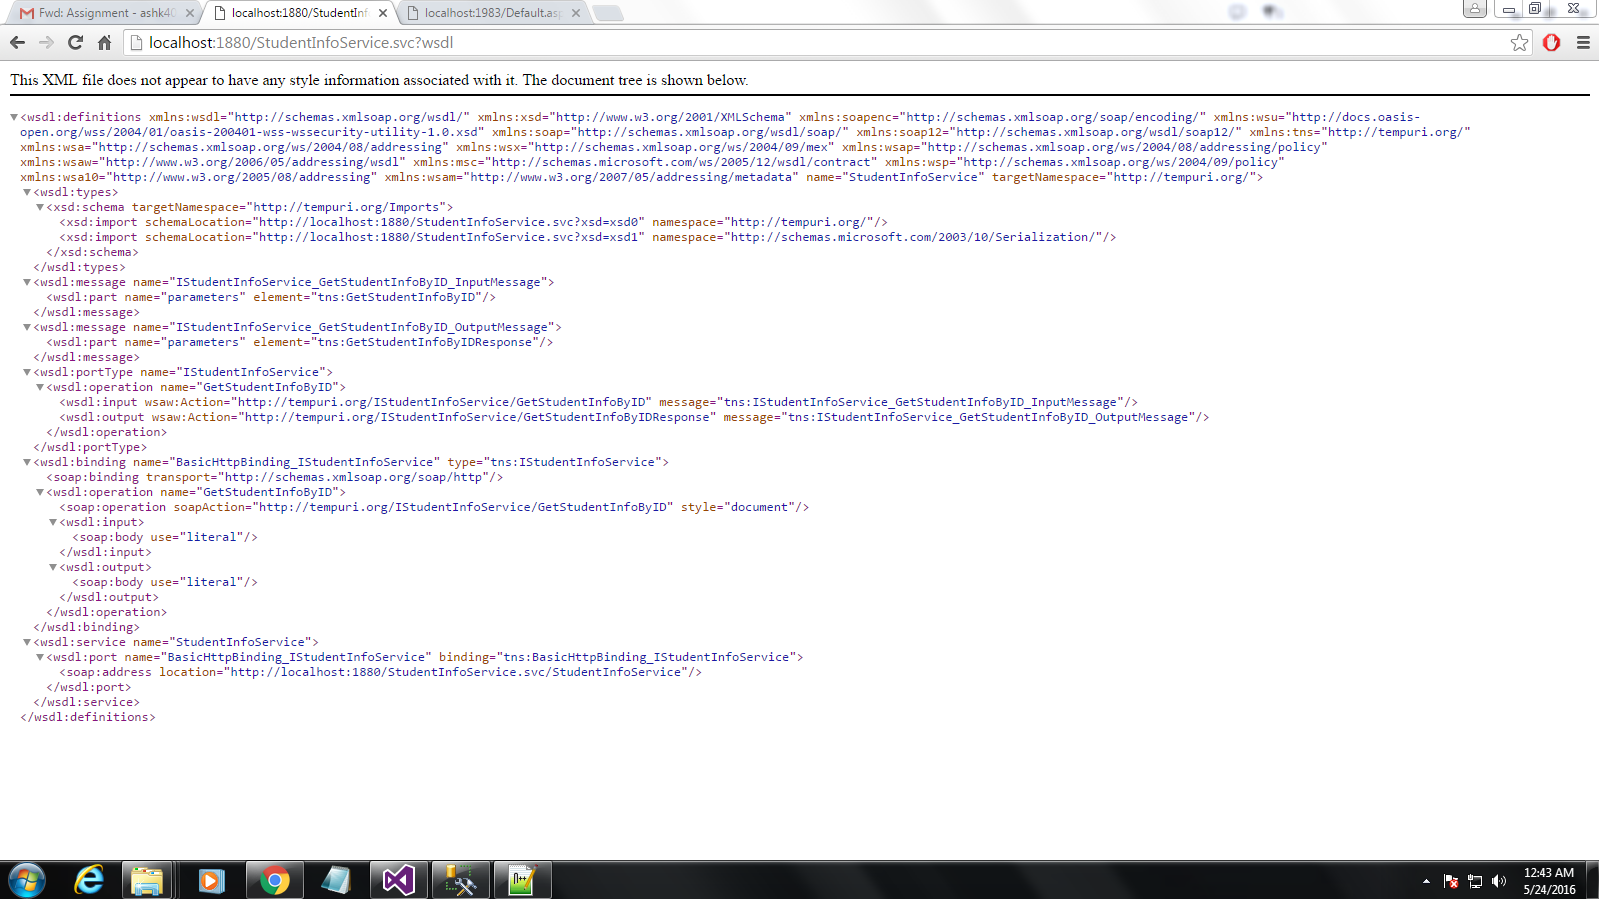 Fwd: Assignment - ashk40
localhost:1880/StudentInf
localhost:1983/Default.asp
localhost:1880/StudentInfoService.svc?wsdl
This XML file does not appear to have any style information associated with it. The document tree is shown below.
<wsdl:definitions xmlns:wsdl="http://schemas.xmlsoap.org/wsdl/" xmlns:xsd="http://www.w3.org/2001/XMLSchema" xmlns:soapenc="http://schemas.xmlsoap.org/soap/encoding/" xmlns:wsu="http://docs.oasis-
open.org/wss/2004/01/oasis-200401-wss-wssecurity-utility-1.0.xsd" xmlns:soap="http://schemas.xmlsoap.org/wsdl/soap/" xmlns:soap12="http://schemas.xmlsoap.org/wsdl/soap12/" xmlns:tns="http://tempuri.org/"
xmlns:wsa="http://schemas.xmlsoap.org/ws/2004/08/addressing" xmlns:wsx="http://schemas.xmlsoap.org/ws/2004/09/mex" xmlns:wsap="http://schemas.xmlsoap.org/ws/2004/08/addressing/policy"
xmlns:wsaw="http://www.w3.org/2006/05/addressing/wsdl" xmlns:msc="http://schemas.microsoft.com/ws/2005/12/wsdl/contract" xmlns:wsp="http://schemas.xmlsoap.org/ws/2004/09/policy"
xmlns:wsa10="http://www.w3.org/2005/08/addressing" xmlns:wsam="http://www.w3.org/2007/05/addressing/metadata" name="StudentInfoService" targetNamespace="http://tempuri.org/">
<wsdl:types>
<xsd:schema targetNamespace="http://tempuri.org/Imports">
<xsd:import schemaLocation="http://localhost:1880/StudentInfoService.svc?xsd=xsd0" namespace="http://tempuri.org/"/>
<xsd:import schemaLocation="http://localhost:1880/StudentInfoService.svc?xsd=xsd1" namespace="http://schemas.microsoft.com/2003/10/Serialization/"/>
</xsd:schema>
</wsdl:types>
<wsdl:message name="IStudentInfoService_GetStudentInfoByID_InputMessage">
<wsdl:part name="parameters" element="tns:GetStudentInfoByID"/>
</wsdl:message>
<wsdl:message name="IStudentInfoService_GetStudentInfoByID_OutputMessage">
<wsdl:part name="parameters" element="tns:GetStudentInfoByIDResponse"/>
</wsdl:message>
<wsdl:portType name="IStudentInfoService">
<wsdl:operation name="GetStudentInfoByID">
<wsdl:input wsaw:Action="http://tempuri.org/IStudentInfoService/GetStudentInfoByID" message="tns:IStudentInfoService_GetStudentInfoByID_InputMessage"/>
<wsdl:output wsaw:Action="http://tempuri.org/IStudentInfoService/GetStudentInfoByIDResponse" message="tns:IStudentInfoService_GetStudentInfoByID_OutputMessage"/>
</wsdl:operation>
</wsdl:portType>
<wsdl:binding name="BasicHttpBinding_IStudentInfoService" type="tns:IStudentInfoService">
<soap:binding transport="http://schemas.xmlsoap.org/soap/http"/>
<wsdl:operation name="GetStudentInfoByID">
<soap:operation soapAction="http://tempuri.org/IStudentInfoService/GetStudentInfoByID" style="document"/>
<wsdl:input>
<soap:body use="literal"/>
</wsdl:input>
<wsdl:output>
<soap:body use="literal"/>
</wsdl:output>
</wsdl:operation>
</wsdl:binding>
<wsdl:service name="StudentInfoService">
<wsdl:port name="BasicHttpBinding_IStudentInfoService" binding="tns:BasicHttpBinding_IStudentInfoService">
<soap:address location="http://localhost:1880/StudentInfoService.svc/StudentInfoService"/>
</wsdl:port>
</wsdl:service>
</wsdl:definitions>
12:43 AM
5/24/2016